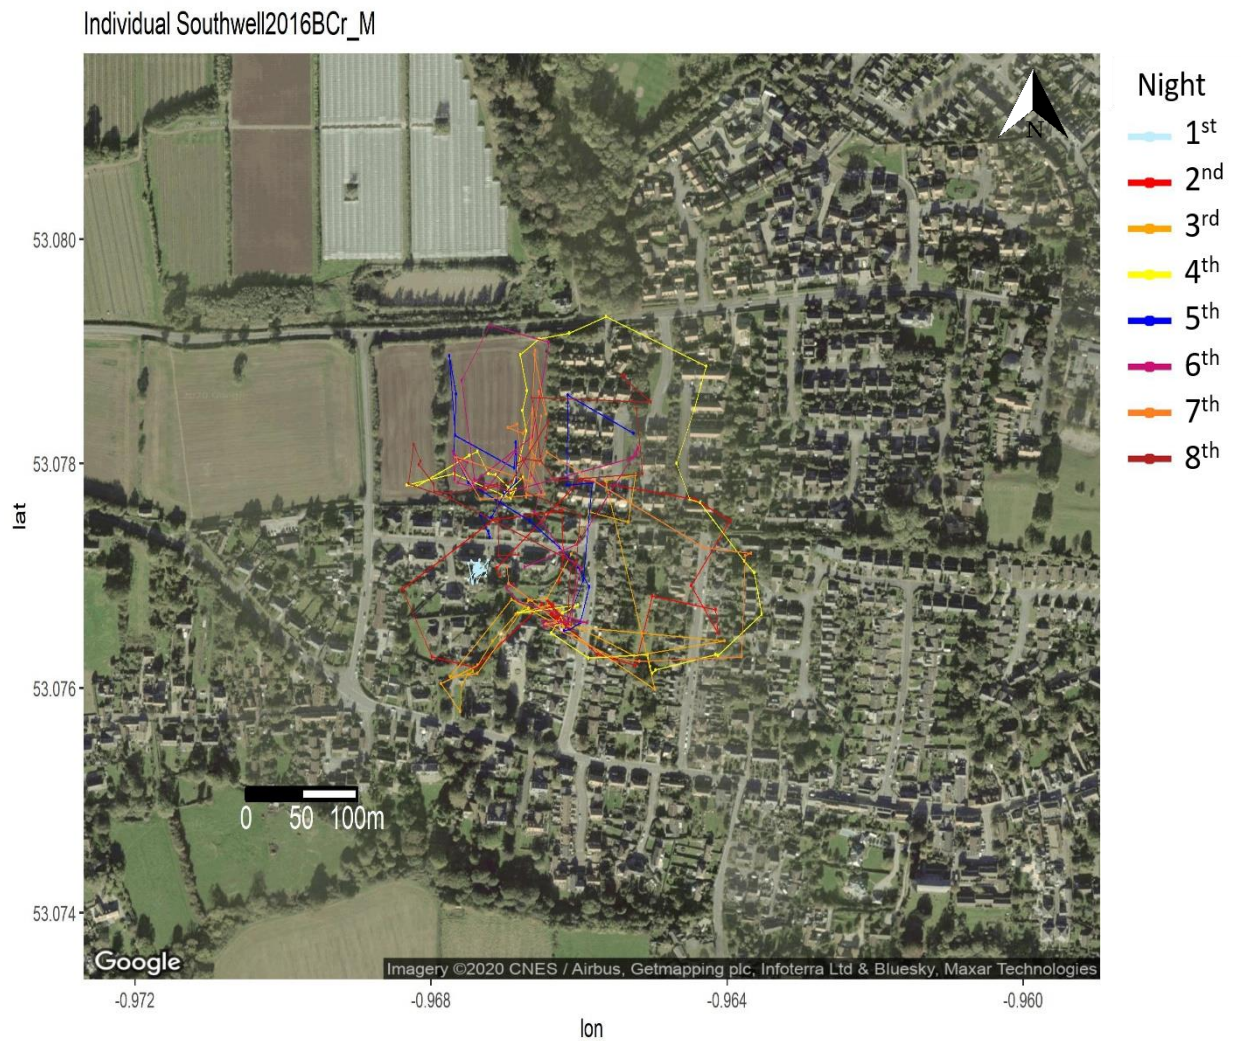 Individual Southwell2016BCr_M
N
Night
1st
2nd
3rd
4th
5th
6th
7th
8th
53.080
53.078
53.076
53.074
lat
0 50 100m
Google
Imagery ©2020 CNES / Airbus, Getmapping plc, Infoterra Ltd & Bluesky, Maxar Technologies
-0.972 -0.968 -0.964 -0.960
lon